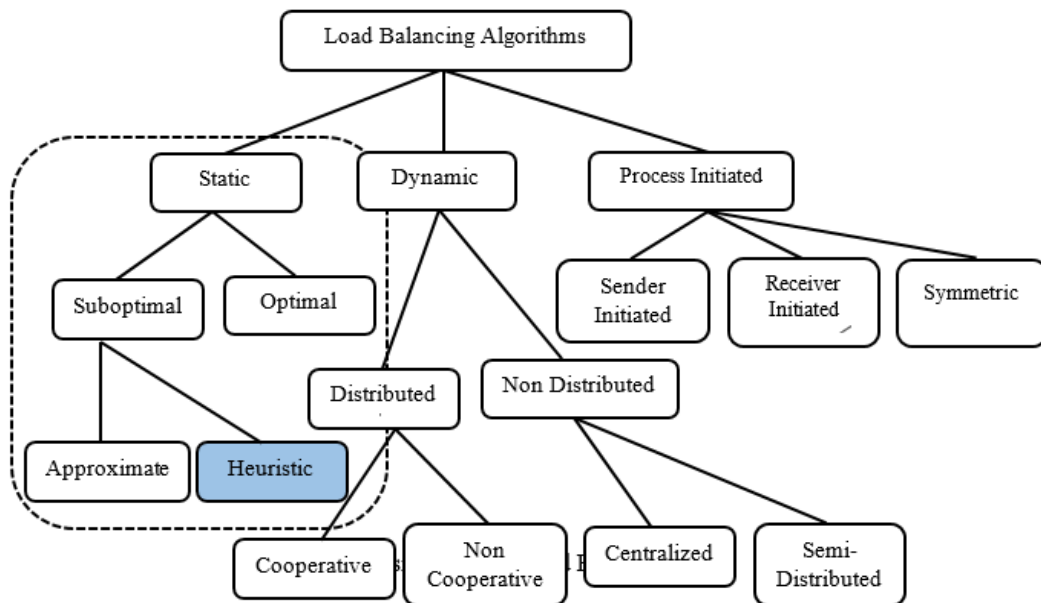 Load Balancing Algorithms
Static
Dynamic
Process Initiated
Suboptimal
Optimal
Sender
Initiated
Receiver
Initiated
Symmetric
Distributed
Non Distributed
Approximate
Heuristic
Cooperative
Non
Cooperative
Centralized
Semi-
Distributed